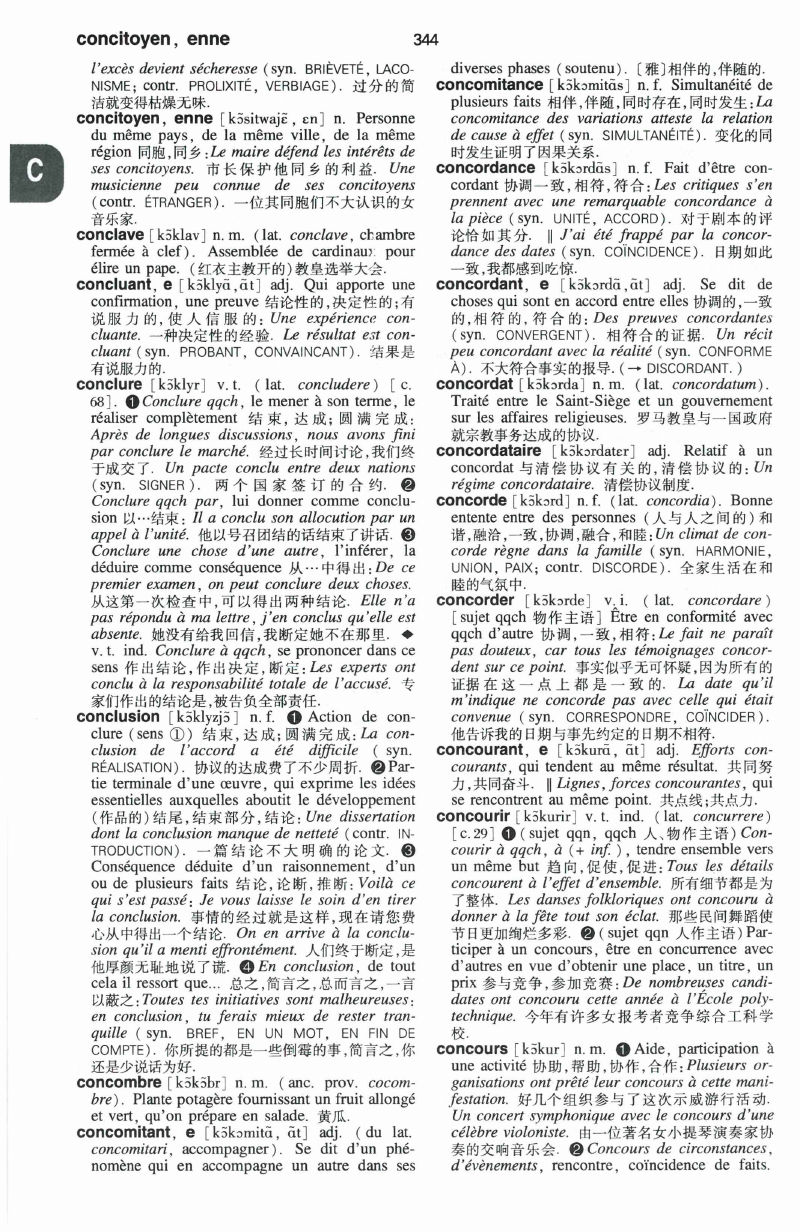 concitoyen, enne
344
l'excès devient sécheresse (syn. BRIÈVETÉ, LACO-
NISME; contr. PROLIXITÉ, VERBIAGE). 过分的简
洁就变得枯燥无味.
concitoyen, enne [kɔ̃sitwajɛ̃, ɛn] n. Personne
du même pays, de la même ville, de la même
région 同胞,同乡:Le maire défend les intérêts de
ses concitoyens. 市长保护他同乡的利益. Une
musicienne peu connue de ses concitoyens
(contr. ÉTRANGER). 一位其同胞们不大认识的女
音乐家.
conclave [kɔ̃klav] n. m. (lat. conclave, chambre
fermée à clef). Assemblée de cardinaux pour
élire un pape. (红衣主教开的)教皇选举大会.
concluant, e [kɔ̃klyɑ̃,ɑ̃t] adj. Qui apporte une
confirmation, une preuve 结论性的,决定性的;有
说服力的,使人信服的: Une expérience con-
cluante. 一种决定性的经验. Le résultat est con-
cluant (syn. PROBANT, CONVAINCANT). 结果是
有说服力的.
conclure [kɔ̃klyr] v. t. (lat. concludere) [c.
68]. ❶Conclure qqch, le mener à son terme, le
réaliser complètement 结束,达成;圆满完成:
Après de longues discussions, nous avons fini
par conclure le marché. 经过长时间讨论,我们终
于成交了. Un pacte conclu entre deux nations
(syn. SIGNER). 两个国家签订的合约. ❷
Conclure qqch par, lui donner comme conclu-
sion 以…结束: Il a conclu son allocution par un
appel à l'unité. 他以号召团结的话结束了讲话. ❸
Conclure une chose d'une autre, l'inférer, la
déduire comme conséquence 从…中得出:De ce
premier examen, on peut conclure deux choses.
从这第一次检查中,可以得出两种结论. Elle n'a
pas répondu à ma lettre, j'en conclus qu'elle est
absente. 她没有给我回信,我断定她不在那里. ◆
v. t. ind. Conclure à qqch, se prononcer dans ce
sens 作出结论,作出决定,断定:Les experts ont
conclu à la responsabilité totale de l'accusé. 专
家们作出的结论是,被告负全部责任.
conclusion [kɔ̃klyzjɔ̃] n. f. ❶ Action de con-
clure (sens ①) 结束,达成;圆满完成: La con-
clusion de l'accord a été difficile (syn.
RÉALISATION). 协议的达成费了不少周折. ❷Par-
tie terminale d'une œuvre, qui exprime les idées
essentielles auxquelles aboutit le développement
(作品的)结尾,结束部分,结论: Une dissertation
dont la conclusion manque de netteté (contr. IN-
TRODUCTION). 一篇结论不大明确的论文. ❸
Conséquence déduite d'un raisonnement, d'un
ou de plusieurs faits 结论,论断,推断: Voilà ce
qui s'est passé; Je vous laisse le soin d'en tirer
la conclusion. 事情的经过就是这样,现在请您费
心从中得出一个结论. On en arrive à la conclu-
sion qu'il a menti effrontément. 人们终于断定,是
他厚颜无耻地说了谎. ❹En conclusion, de tout
cela il ressort que... 总之,简言之,总而言之,一言
以蔽之:Toutes tes initiatives sont malheureuses;
en conclusion, tu ferais mieux de rester tran-
quille (syn. BREF, EN UN MOT, EN FIN DE
COMPTE). 你所提的都是一些倒霉的事,简言之,你
还是少说话为好.
concombre [kɔ̃kɔ̃br] n. m. (anc. prov. cocom-
bre). Plante potagère fournissant un fruit allongé
et vert, qu'on prépare en salade. 黄瓜.
concomitant, e [kɔ̃kɔmitɑ̃, ɑ̃t] adj. (du lat.
concomitari, accompagner). Se dit d'un phé-
nomène qui en accompagne un autre dans ses
C
diverses phases (soutenu).〔雅〕相伴的,伴随的.
concomitance [kɔ̃kɔmitɑ̃s] n. f. Simultanéité de
plusieurs faits 相伴,伴随,同时存在,同时发生:La
concomitance des variations atteste la relation
de cause à effet (syn. SIMULTANÉITÉ). 变化的同
时发生证明了因果关系.
concordance [kɔ̃kɔrdɑ̃s] n. f. Fait d'être con-
cordant 协调一致,相符,符合: Les critiques s'en
prennent avec une remarquable concordance à
la pièce (syn. UNITÉ, ACCORD). 对于剧本的评
论恰如其分. ‖ J'ai été frappé par la concor-
dance des dates (syn. COÏNCIDENCE). 日期如此
一致,我都感到吃惊.
concordant, e [kɔ̃kɔrdɑ̃,ɑ̃t] adj. Se dit de
choses qui sont en accord entre elles 协调的,一致
的,相符的,符合的: Des preuves concordantes
(syn. CONVERGENT). 相符合的证据. Un récit
peu concordant avec la réalité (syn. CONFORME
À). 不大符合事实的报导. (→ DISCORDANT.)
concordat [kɔ̃kɔrda] n. m. (lat. concordatum).
Traité entre le Saint-Siège et un gouvernement
sur les affaires religieuses. 罗马教皇与一国政府
就宗教事务达成的协议.
concordataire [kɔ̃kɔrdatɛr] adj. Relatif à un
concordat 与清偿协议有关的,清偿协议的: Un
régime concordataire. 清偿协议制度.
concorde [kɔ̃kɔrd] n. f. (lat. concordia). Bonne
entente entre des personnes (人与人之间的)和
谐,融洽,一致,协调,融合,和睦:Un climat de con-
corde règne dans la famille (syn. HARMONIE,
UNION, PAIX; contr. DISCORDE). 全家生活在和
睦的气氛中.
concorder [kɔ̃kɔrde] v. i. (lat. concordare)
[sujet qqch 物作主语] Être en conformité avec
qqch d'autre 协调,一致,相符: Le fait ne paraît
pas douteux, car tous les témoignages concor-
dent sur ce point. 事实似乎无可怀疑,因为所有的
证据在这一点上都是一致的. La date qu'il
m'indique ne concorde pas avec celle qui était
convenue (syn. CORRESPONDRE, COÏNCIDER).
他告诉我的日期与事先约定的日期不相符.
concourant, e [kɔ̃kurɑ̃, ɑ̃t] adj. Efforts con-
courants, qui tendent au même résultat. 共同努
力,共同奋斗. ‖ Lignes, forces concourantes, qui
se rencontrent au même point. 共点线;共点力.
concourir [kɔ̃kurir] v. t. ind. (lat. concurrere)
[c. 29] ❶(sujet qqn, qqch 人、物作主语) Con-
courir à qqch, à (+ inf.), tendre ensemble vers
un même but 趋向,促使,促进: Tous les détails
concourent à l'effet d'ensemble. 所有细节都是为
了整体. Les danses folkloriques ont concouru à
donner à la fête tout son éclat. 那些民间舞蹈使
节日更加绚烂多彩. ❷(sujet qqn 人作主语) Par-
ticiper à un concours, être en concurrence avec
d'autres en vue d'obtenir une place, un titre, un
prix 参与竞争,参加竞赛: De nombreuses candi-
dates ont concouru cette année à l'École poly-
technique. 今年有许多女报考者竞争综合工科学
校.
concours [kɔ̃kur] n. m. ❶ Aide, participation à
une activité 协助,帮助,协作,合作: Plusieurs or-
ganisations ont prêté leur concours à cette mani-
festation. 好几个组织参与了这次示威游行活动.
Un concert symphonique avec le concours d'une
célèbre violoniste. 由一位著名女小提琴演奏家协
奏的交响音乐会. ❷Concours de circonstances,
d'évènements, rencontre, coïncidence de faits.